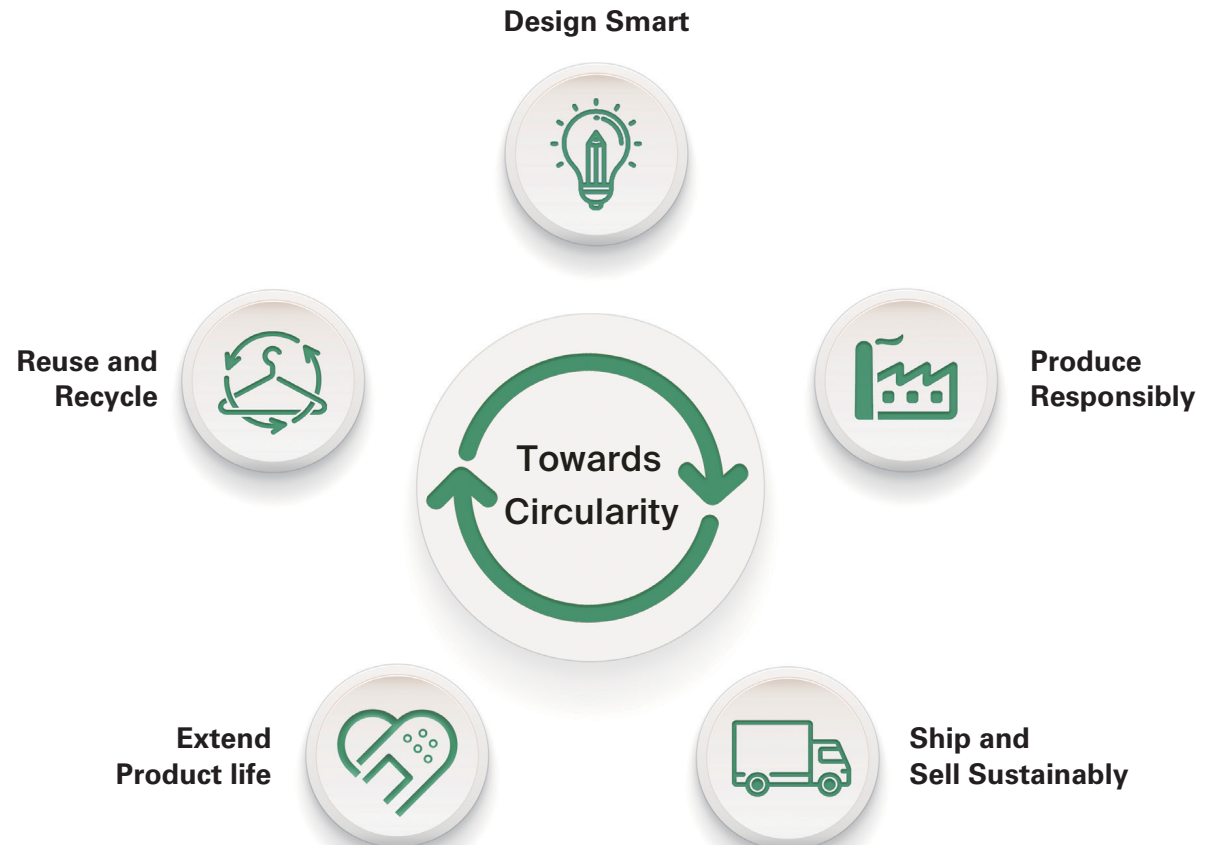 Design Smart
Produce
Responsibly
Ship and
Sell Sustainably
Extend
Product life
Reuse and
Recycle
Towards
Circularity